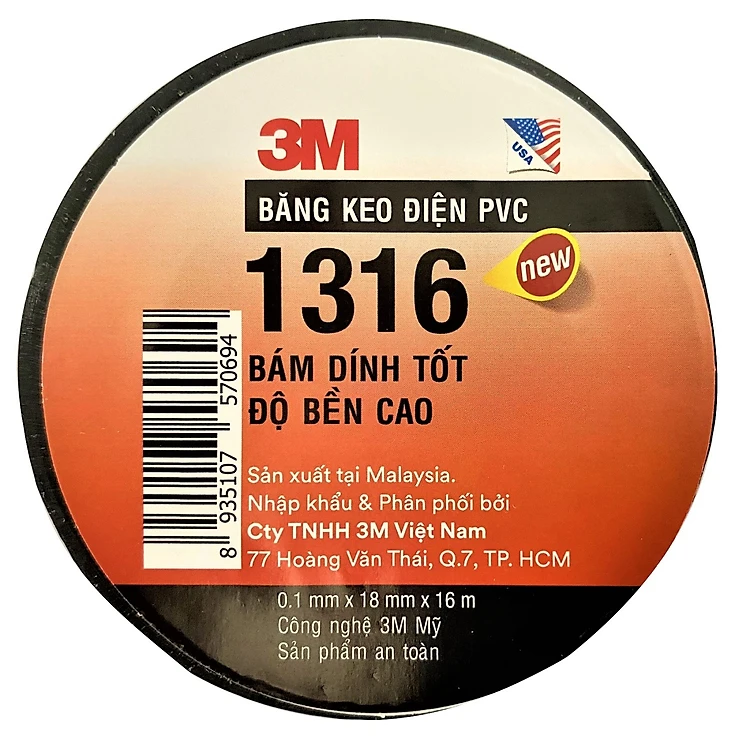 3M
USA
BĂNG KEO ĐIỆN PVC
1316
new
BÁM DÍNH TỐT
ĐỘ BỀN CAO
8 935107 570694
Sản xuất tại Malaysia.
Nhập khẩu & Phân phối bởi
Cty TNHH 3M Việt Nam
77 Hoàng Văn Thái, Q.7, TP. HCM
0.1 mm x 18 mm x 16 m
Công nghệ 3M Mỹ
Sản phẩm an toàn